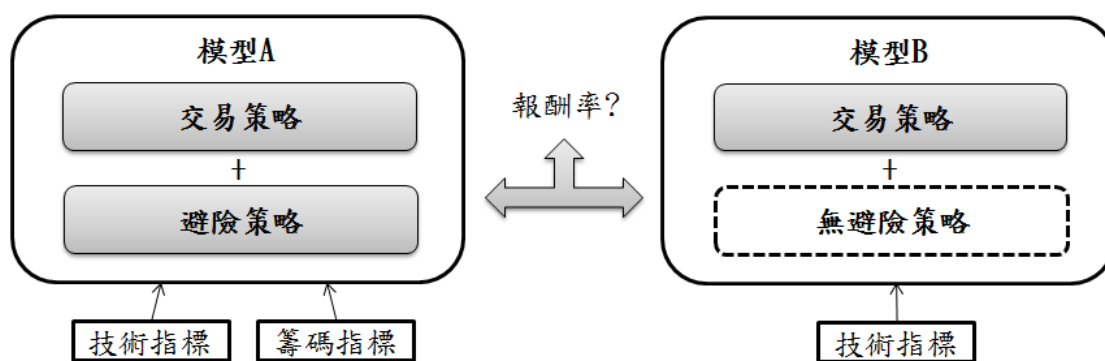 模型A
交易策略
+
避險策略
技術指標
籌碼指標
報酬率?
模型B
交易策略
+
無避險策略
技術指標